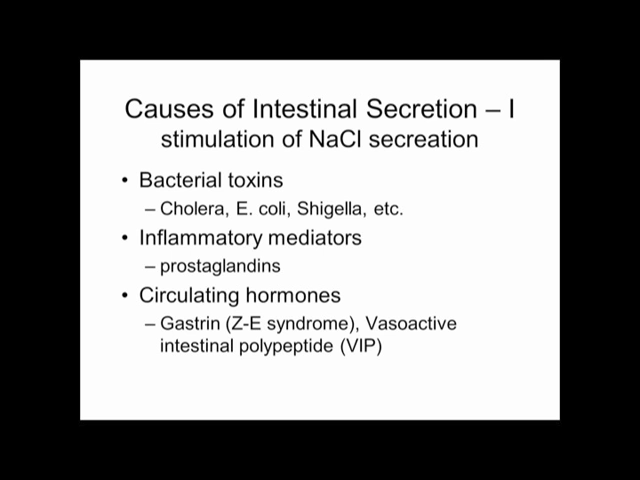 Causes of Intestinal Secretion – I
stimulation of NaCl secreation
• Bacterial toxins
– Cholera, E. coli, Shigella, etc.
• Inflammatory mediators
– prostaglandins
• Circulating hormones
– Gastrin (Z-E syndrome), Vasoactive
intestinal polypeptide (VIP)